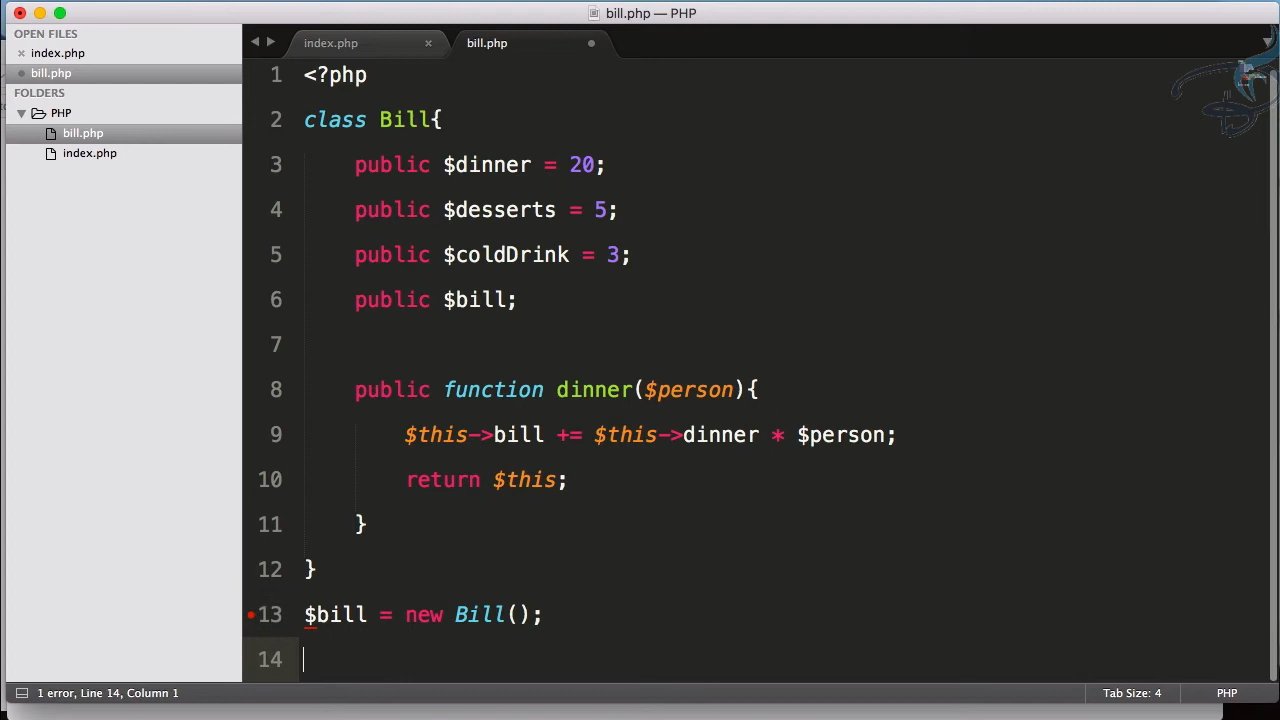 bill.php — PHP
OPEN FILES
index.php
bill.php
FOLDERS
PHP
bill.php
index.php
index.php
bill.php
1 <?php
2 class Bill{
3 public $dinner = 20;
4 public $desserts = 5;
5 public $coldDrink = 3;
6 public $bill;
7
8 public function dinner($person){
9 $this->bill += $this->dinner * $person;
10 return $this;
11 }
12 }
13 $bill = new Bill();
14
1 error, Line 14, Column 1
Tab Size: 4
PHP